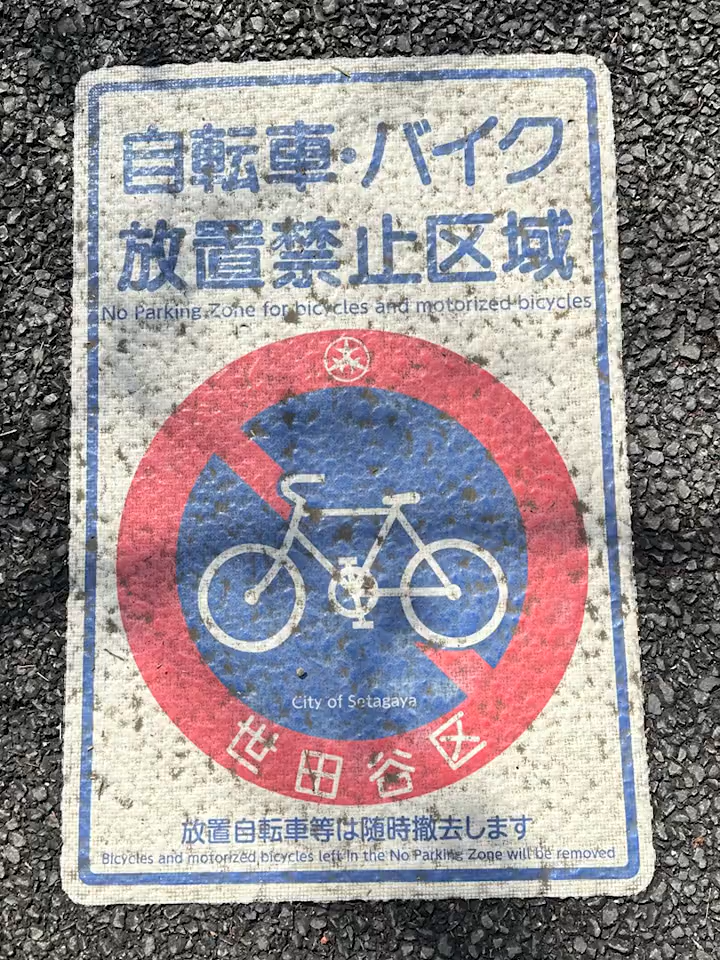 自転車・バイク
放置禁止区域
No Parking Zone for bicycles and motorized bicycles
City of Setagaya
世田谷区
放置自転車等は随時撤去します
Bicycles and motorized bicycles left in the No Parking Zone will be removed